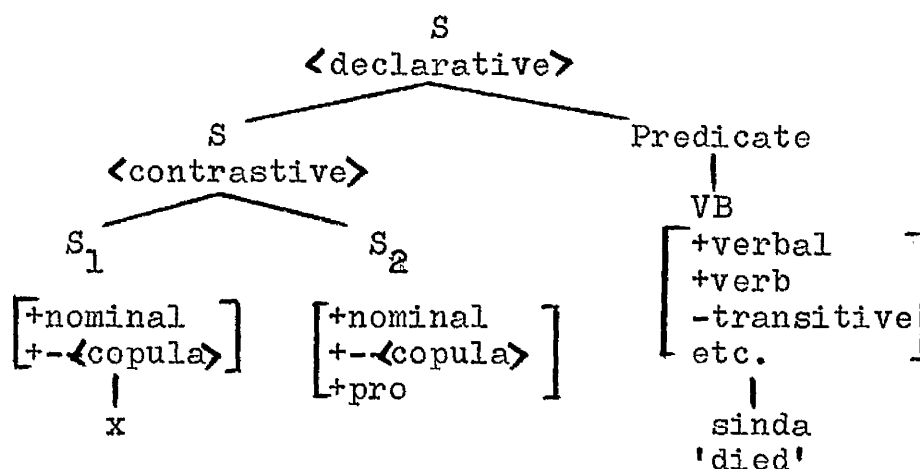 S
<declarative>
S Predicate
<contrastive>
VB
S1 S2
+verbal
+verb
+nominal +nominal -transitive
+-<copula> +-<copula> etc.
+pro
x sinda
'died'